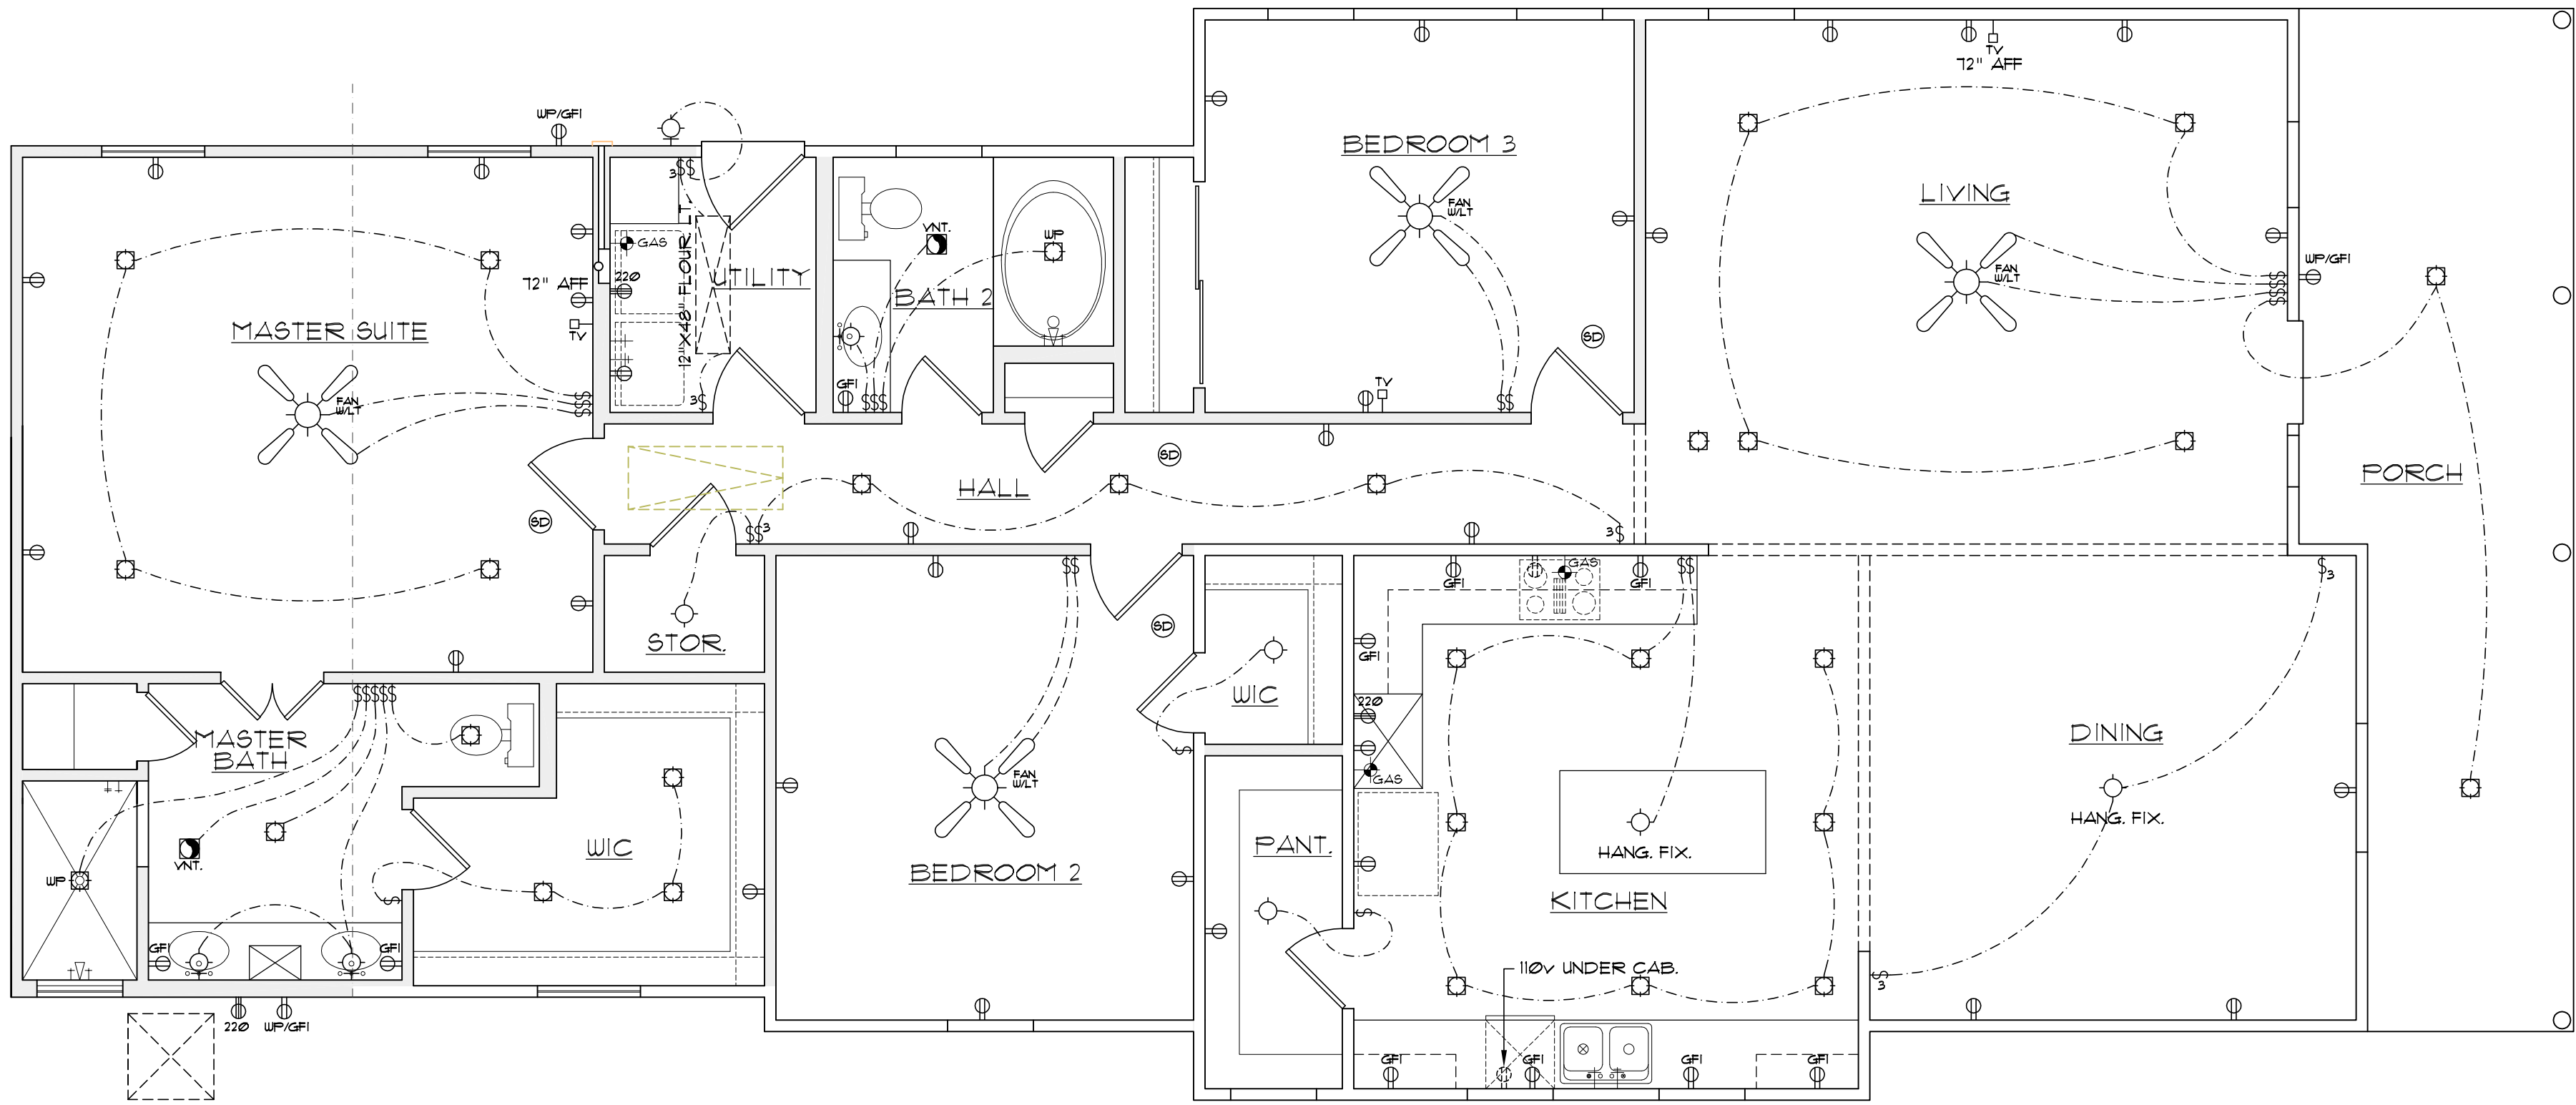 TV
72" AFF
WP/GFI
BEDROOM 3
3$$
LIVING
FAN
W/LT
VNT.
WP
GAS
12"X48" FLOUR LT.
UTILITY
220
72" AFF
BATH 2
FAN
W/LT
WP/GFI
$$$$
MASTER SUITE
TV
SD
FAN
W/LT
$$$
GFI
$$$
3$
TV
$$
SD
HALL
SD
PORCH
SD
$$3
3$
STOR.
$$
SD
GFI
GAS
GFI
$$
$3
GFI
WIC
$$$$$
MASTER
BATH
$
220
GAS
DINING
FAN
W/LT
HANG. FIX.
VNT.
WIC
BEDROOM 2
PANT.
HANG. FIX.
KITCHEN
WP
$
$
GFI
GFI
110v UNDER CAB.
$
3
220
WP/GFI
GFI
GFI
GFI
GFI